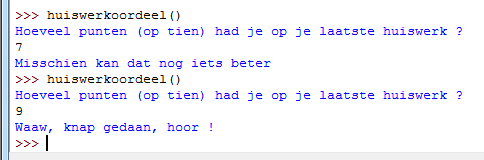 >>> huiswerkoordeel()
Hoeveel punten (op tien) had je op je laatste huiswerk ?
7
Misschien kan dat nog iets beter
>>> huiswerkoordeel()
Hoeveel punten (op tien) had je op je laatste huiswerk ?
9
Waaw, knap gedaan, hoor !
>>>